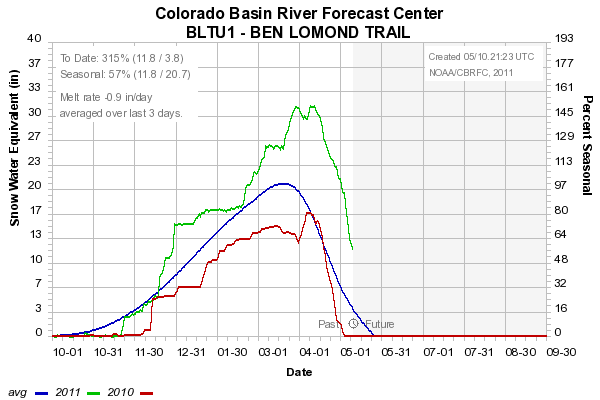 Colorado Basin River Forecast Center
BLTU1 - BEN LOMOND TRAIL
To Date: 315% (11.8 / 3.8)
Seasonal: 57% (11.8 / 20.7)
Melt rate -0.9 in/day
averaged over last 3 days.
Created 05/10.21:23 UTC
NOAA/CBRFC, 2011
Snow Water Equivalent (in)
40
37
33
30
27
23
20
17
13
10
7
3
0
193
177
161
145
129
113
97
80
64
48
32
16
0
Percent Seasonal
Past
Future
10-01 10-31 11-30 12-31 01-30 03-01 04-01 05-01 05-31 07-01 07-31 08-30 09-30
Date
avg 2011 2010